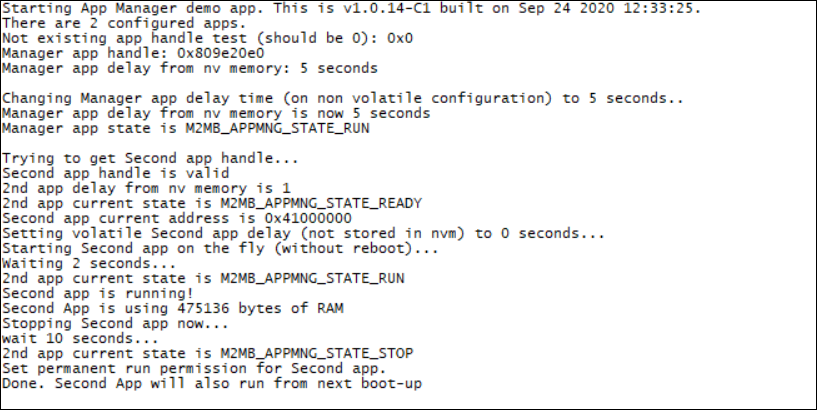 Starting App Manager demo app. This is v1.0.14-C1 built on Sep 24 2020 12:33:25.
There are 2 configured apps.
Not existing app handle test (should be 0): 0x0
Manager app handle: 0x809e20e0
Manager app delay from nv memory: 5 seconds
Changing Manager app delay time (on non volatile configuration) to 5 seconds..
Manager app delay from nv memory is now 5 seconds
Manager app state is M2MB_APPMNG_STATE_RUN
Trying to get Second app handle...
Second app handle is valid
2nd app delay from nv memory is 1
2nd app current state is M2MB_APPMNG_STATE_READY
Second app current address is 0x41000000
Setting volatile Second app delay (not stored in nvm) to 0 seconds...
Starting Second app on the fly (without reboot)...
Waiting 2 seconds...
2nd app current state is M2MB_APPMNG_STATE_RUN
Second app is running!
Second App is using 475136 bytes of RAM
Stopping Second app now...
wait 10 seconds...
2nd app current state is M2MB_APPMNG_STATE_STOP
Set permanent run permission for Second app.
Done. Second App will also run from next boot-up